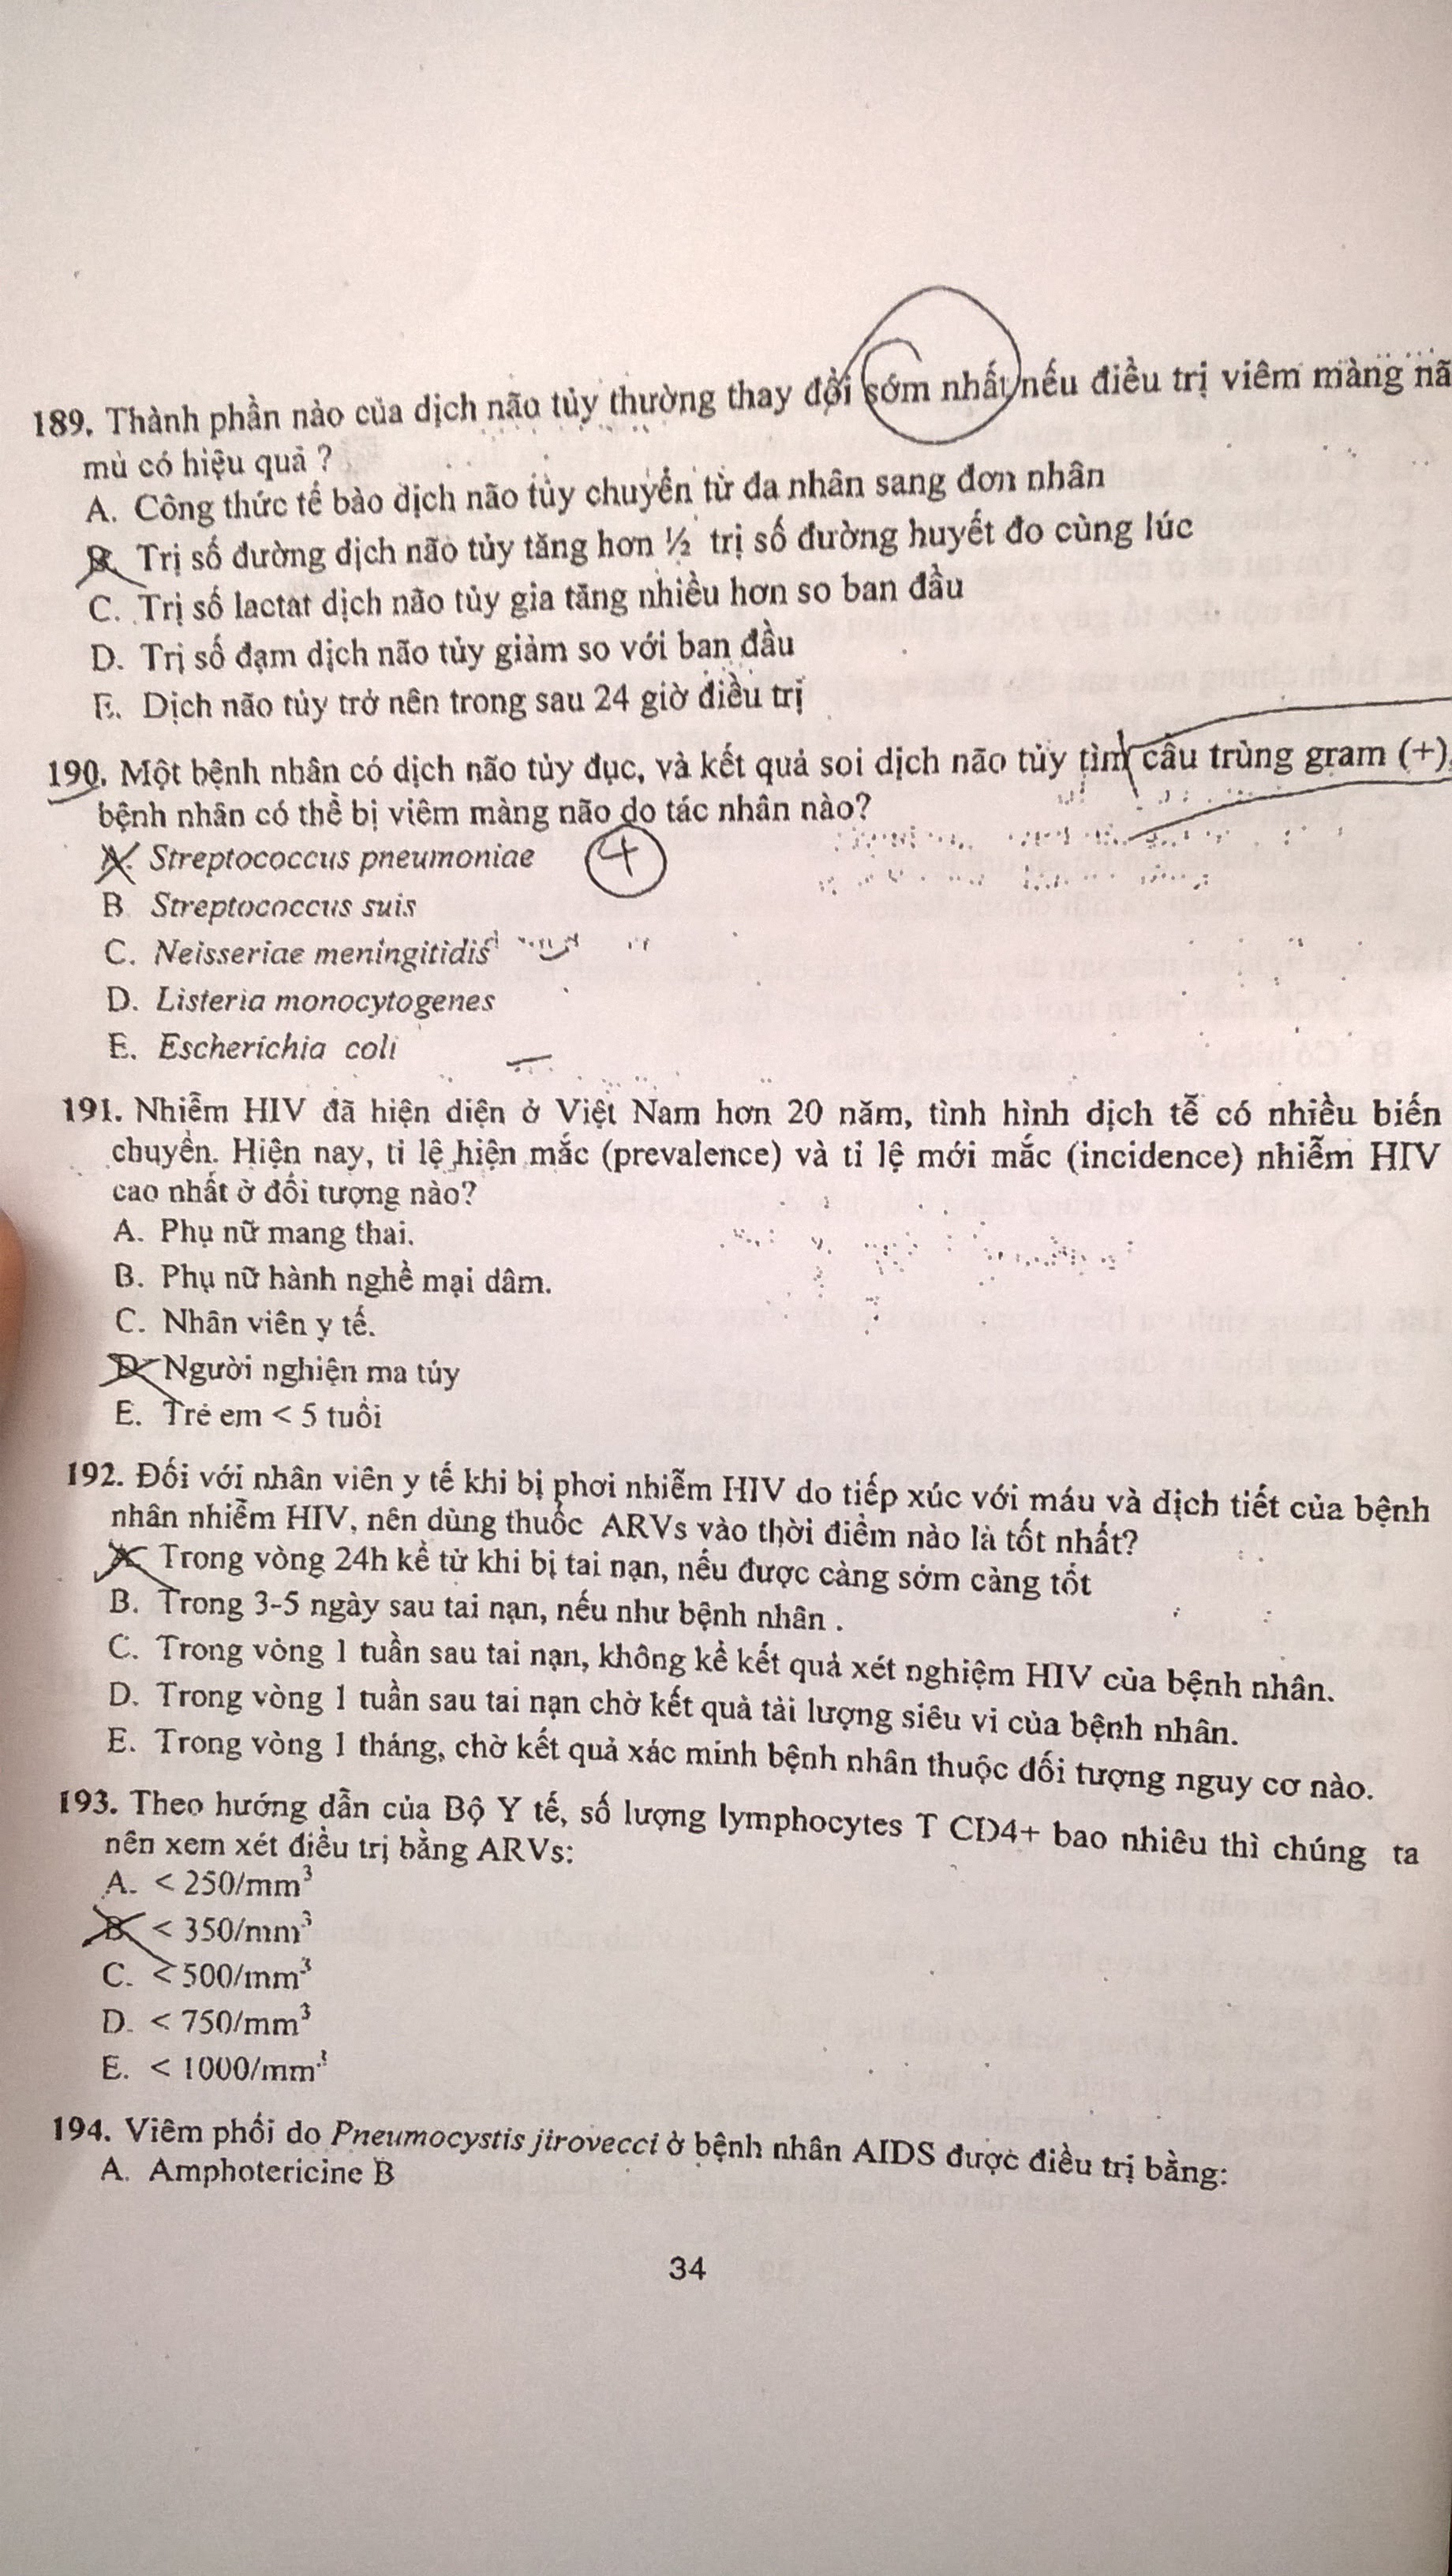 189. Thành phần nào của dịch não tủy thường thay đổi sớm nhất nếu điều trị viêm màng nã
mủ có hiệu quả ?
A. Công thức tế bào dịch não tủy chuyển từ đa nhân sang đơn nhân
B. Trị số đường dịch não tủy tăng hơn ½ trị số đường huyết đo cùng lúc
C. Trị số lactat dịch não tủy gia tăng nhiều hơn so ban đầu
D. Trị số đạm dịch não tủy giảm so với ban đầu
E. Dịch não tủy trở nên trong sau 24 giờ điều trị
190. Một bệnh nhân có dịch não tủy đục, và kết quả soi dịch não tủy tìm cầu trùng gram (+),
bệnh nhân có thể bị viêm màng não do tác nhân nào?
A. Streptococcus pneumoniae
B Streptococcus suis
C. Neisseriae meningitidis
D. Listeria monocytogenes
E. Escherichia coli
191. Nhiễm HIV đã hiện diện ở Việt Nam hơn 20 năm, tình hình dịch tễ có nhiều biến
chuyển. Hiện nay, tỉ lệ hiện mắc (prevalence) và tỉ lệ mới mắc (incidence) nhiễm HIV
cao nhất ở đối tượng nào?
A. Phụ nữ mang thai.
B. Phụ nữ hành nghề mại dâm.
C. Nhân viên y tế.
D Người nghiện ma túy
E. Trẻ em < 5 tuổi
192. Đối với nhân viên y tế khi bị phơi nhiễm HIV do tiếp xúc với máu và dịch tiết của bệnh
nhân nhiễm HIV, nên dùng thuốc ARVs vào thời điểm nào là tốt nhất?
A. Trong vòng 24h kể từ khi bị tai nạn, nếu được càng sớm càng tốt
B. Trong 3-5 ngày sau tai nạn, nếu như bệnh nhân .
C. Trong vòng 1 tuần sau tai nạn, không kể kết quả xét nghiệm HIV của bệnh nhân.
D. Trong vòng 1 tuần sau tai nạn chờ kết quả tải lượng siêu vi của bệnh nhân.
E. Trong vòng 1 tháng, chờ kết quả xác minh bệnh nhân thuộc đối tượng nguy cơ nào.
193. Theo hướng dẫn của Bộ Y tế, số lượng lymphocytes T CD4+ bao nhiêu thì chúng ta
nên xem xét điều trị bằng ARVs:
A. < 250/mm³
B < 350/mm³
C. < 500/mm³
D. < 750/mm³
E. < 1000/mm³
194. Viêm phổi do Pneumocystis jirovecci ở bệnh nhân AIDS được điều trị bằng:
A. Amphotericine B
34